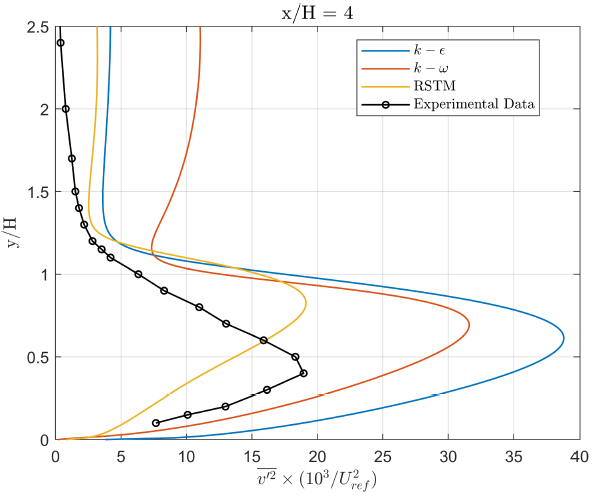 x/H = 4
2.5
2
1.5
1
0.5
0
y/H
k − ϵ
k − ω
RSTM
Experimental Data
0 5 10 15 20 25 30 35 40
v′² × (10³/U²ref)